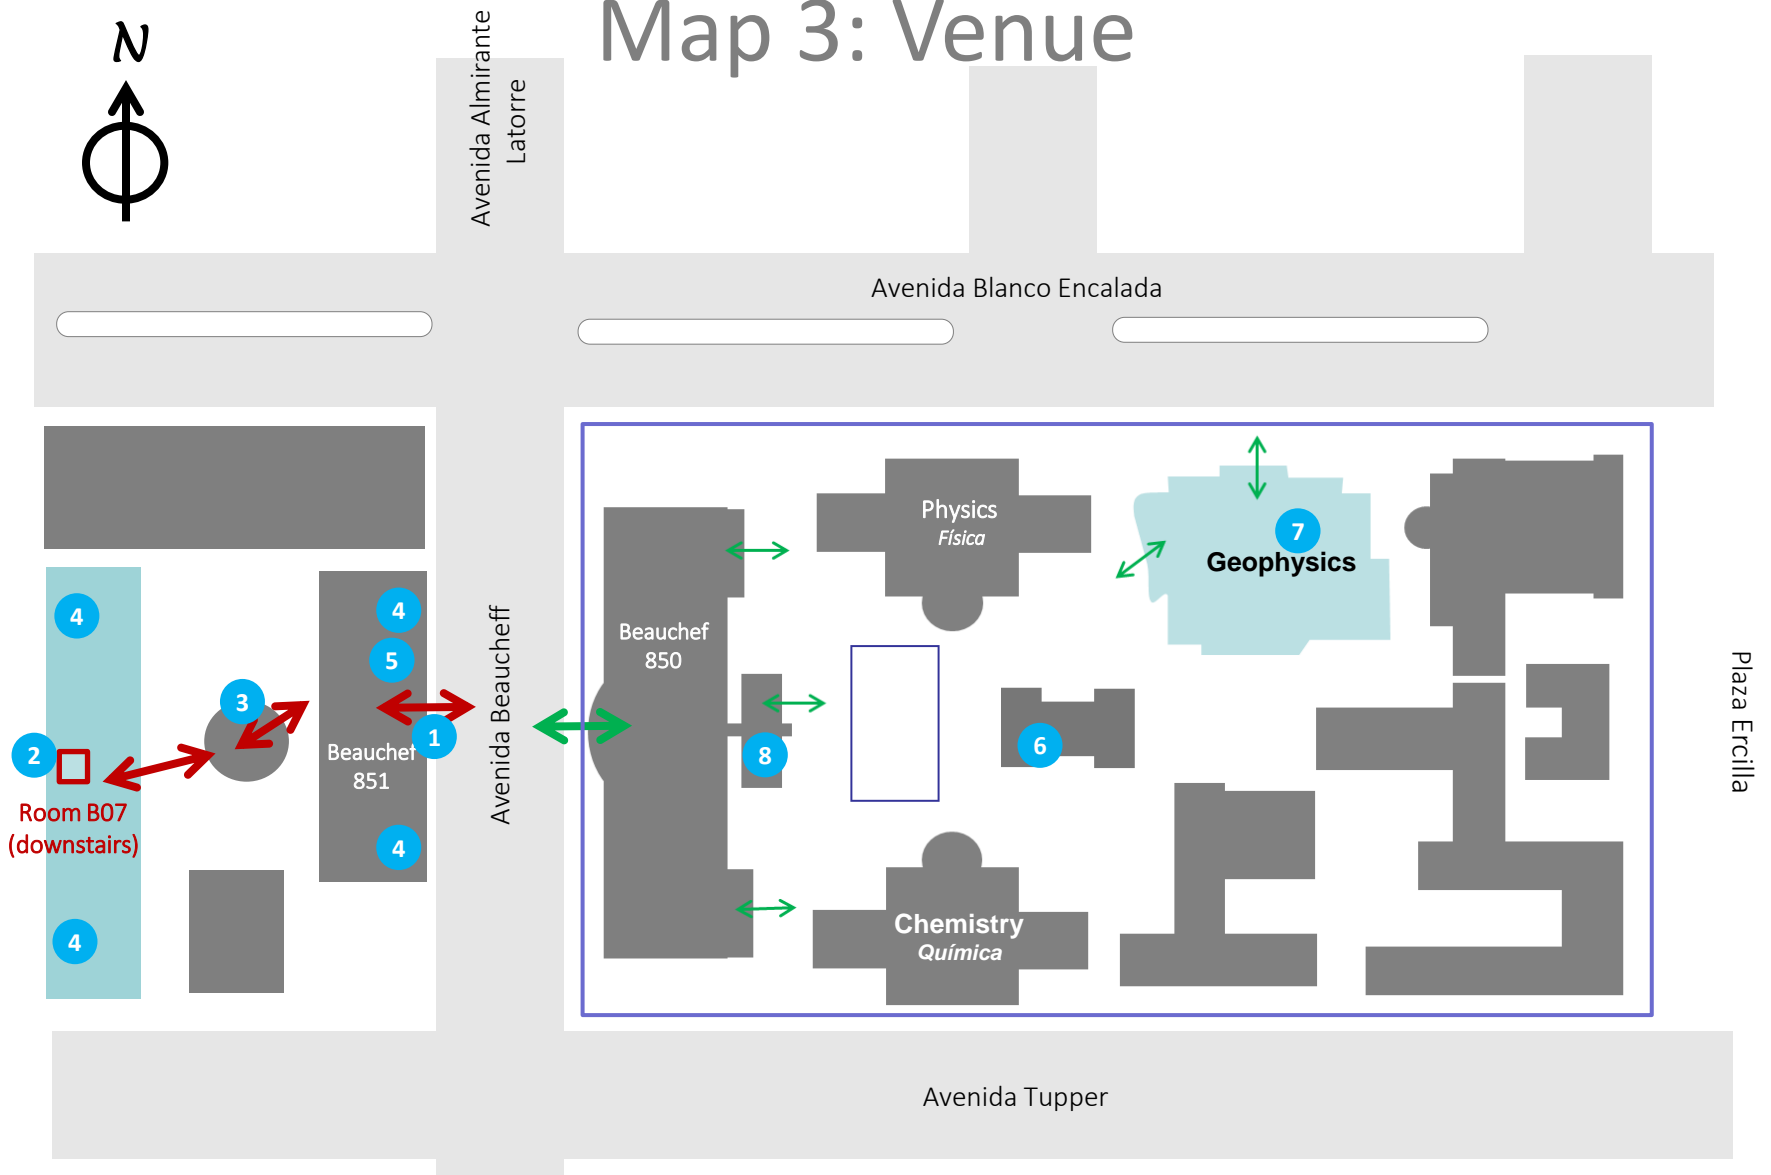 Map 3: Venue
N
Avenida Almirante
Latorre
Avenida Blanco Encalada
Physics
Física
7
Geophysics
4
4
5
Beauchef
850
3
Avenida Beaucheff
Plaza Ercilla
2
1
Beauchef
851
8
6
Room B07
(downstairs)
4
4
Chemistry
Química
Avenida Tupper